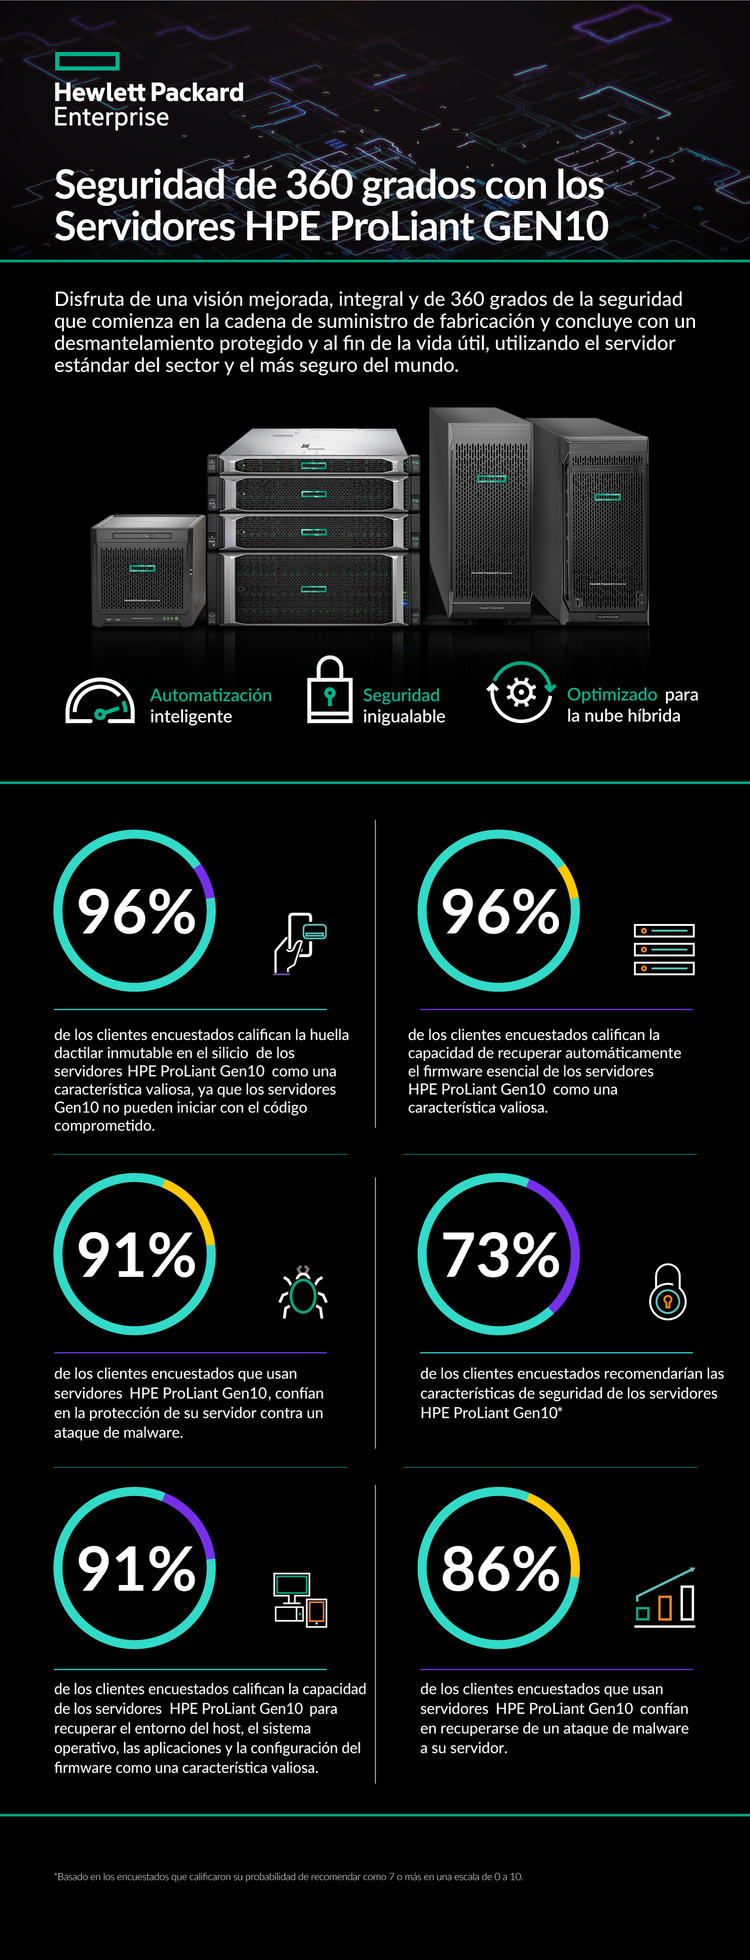 Hewlett Packard
Enterprise
Seguridad de 360 grados con los
Servidores HPE ProLiant GEN10
Disfruta de una visión mejorada, integral y de 360 grados de la seguridad
que comienza en la cadena de suministro de fabricación y concluye con un
desmantelamiento protegido y al fin de la vida útil, utilizando el servidor
estándar del sector y el más seguro del mundo.
Automatización
inteligente
Seguridad
inigualable
Optimizado para
la nube híbrida
96%
de los clientes encuestados califican la huella
dactilar inmutable en el silicio de los
servidores HPE ProLiant Gen10 como una
característica valiosa, ya que los servidores
Gen10 no pueden iniciar con el código
comprometido.
96%
de los clientes encuestados califican la
capacidad de recuperar automáticamente
el firmware esencial de los servidores
HPE ProLiant Gen10 como una
característica valiosa.
91%
de los clientes encuestados que usan
servidores HPE ProLiant Gen10, confían
en la protección de su servidor contra un
ataque de malware.
73%
de los clientes encuestados recomendarían las
características de seguridad de los servidores
HPE ProLiant Gen10*
91%
de los clientes encuestados califican la capacidad
de los servidores HPE ProLiant Gen10 para
recuperar el entorno del host, el sistema
operativo, las aplicaciones y la configuración del
firmware como una característica valiosa.
86%
de los clientes encuestados que usan
servidores HPE ProLiant Gen10 confían
en recuperarse de un ataque de malware
a su servidor.
*Basado en los encuestados que calificaron su probabilidad de recomendar como 7 o más en una escala de 0 a 10.